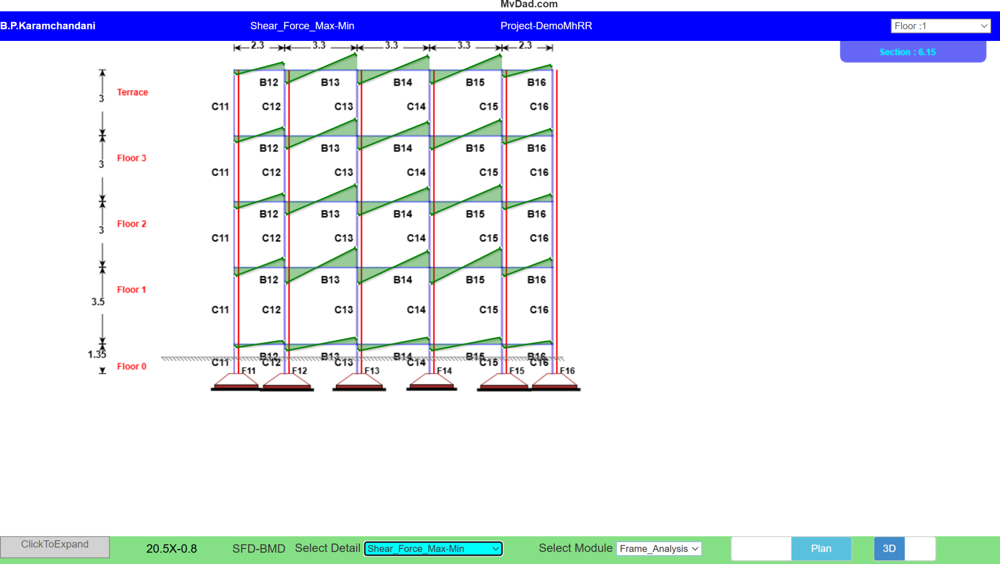 MvDad.com
B.P.Karamchandani Shear_Force_Max-Min Project-DemoMhRR Floor :1
2.3 3.3 3.3 3.3 2.3
Section : 6.15
B12 B13 B14 B15 B16
3 Terrace
C11 C12 C13 C14 C15 C16
B12 B13 B14 B15 B16
3 Floor 3
C11 C12 C13 C14 C15 C16
B12 B13 B14 B15 B16
3 Floor 2
C11 C12 C13 C14 C15 C16
B12 B13 B14 B15 B16
Floor 1
3.5
C11 C12 C13 C14 C15 C16
1.35
B12 B13 B14 B15 B16
C11 C12 C13 C14 C15 C16
Floor 0
F11 F12 F13 F14 F15 F16
ClickToExpand 20.5X-0.8 SFD-BMD Select Detail Shear_Force_Max-Min Select Module Frame_Analysis Plan 3D